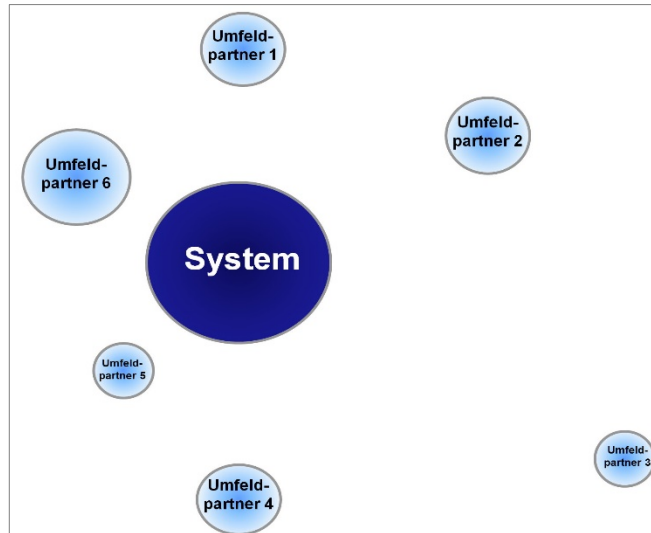 Umfeld-
partner 1
Umfeld-
partner 2
Umfeld-
partner 6
System
Umfeld-
partner 5
Umfeld-
partner 3
Umfeld-
partner 4